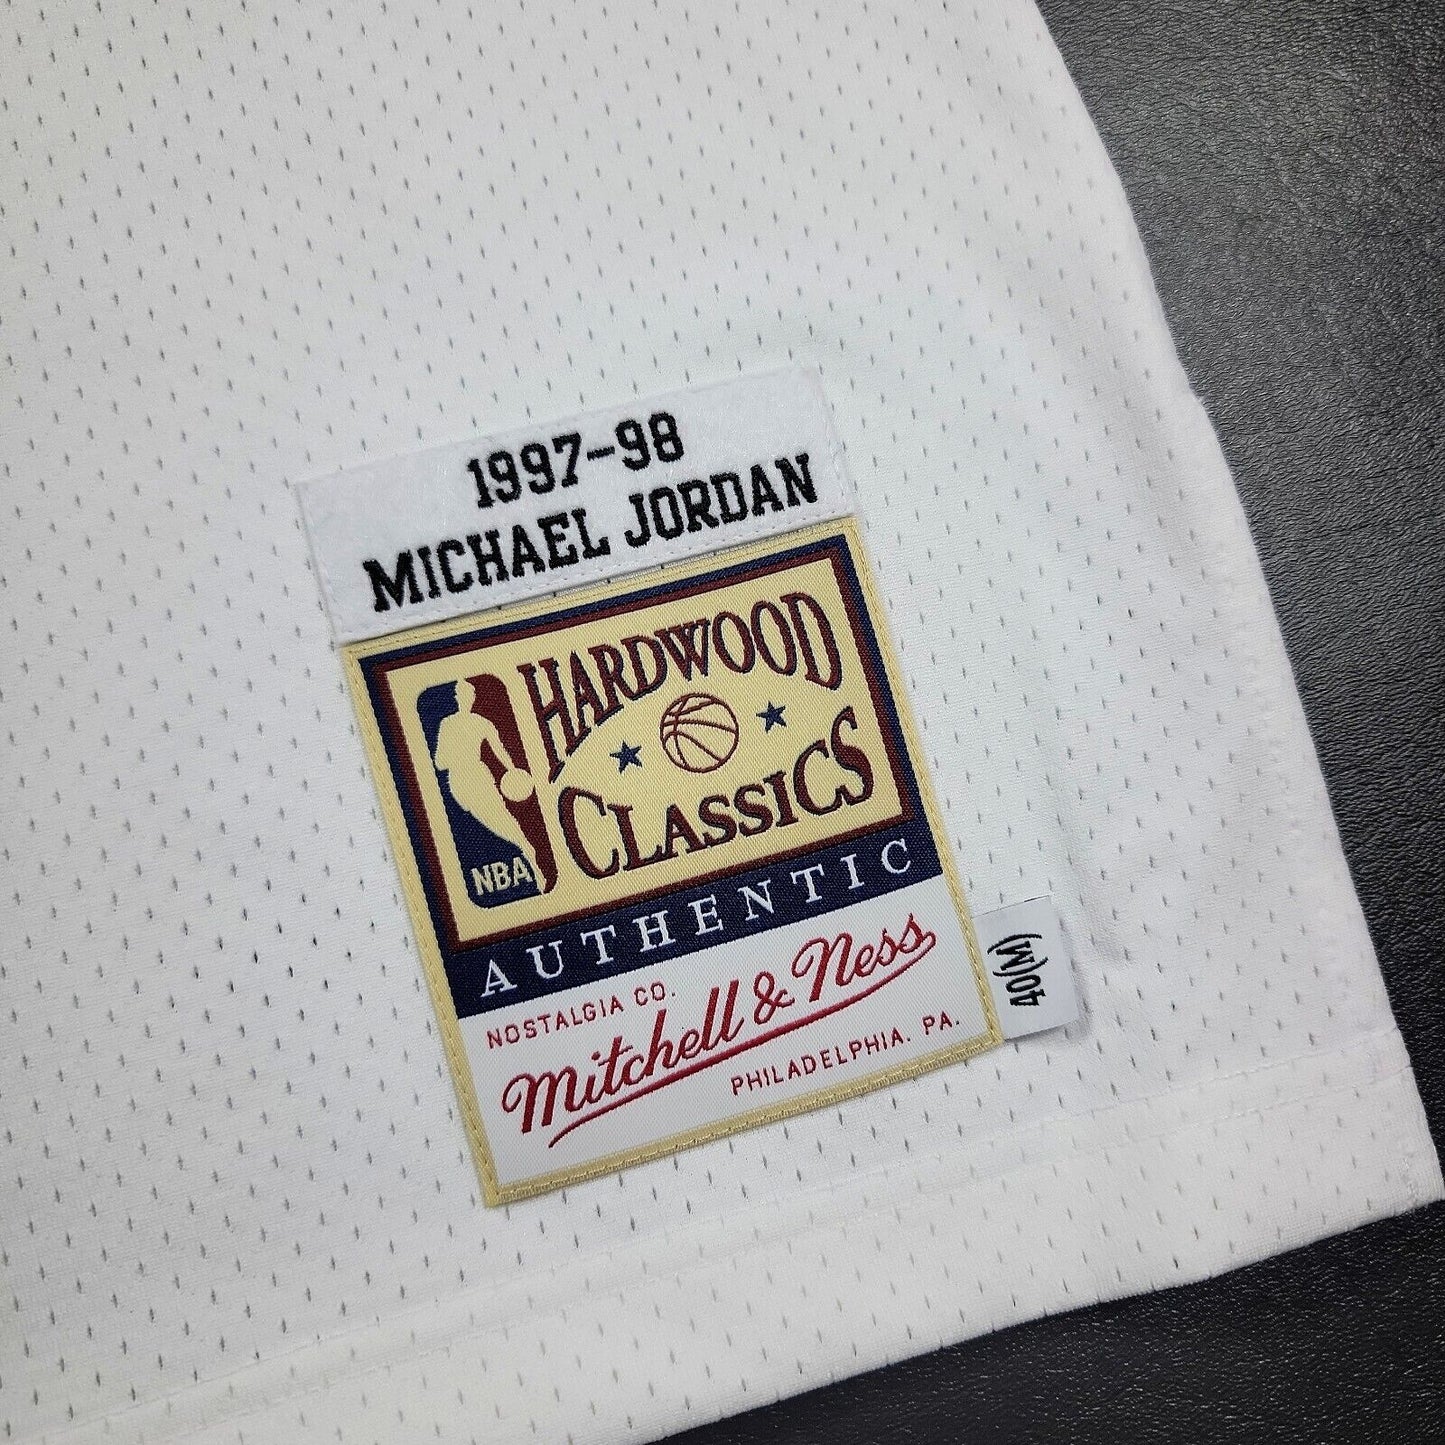 1997-98
MICHAEL JORDAN
HARDWOOD
CLASSICS
NBA
AUTHENTIC
NOSTALGIA CO.
Mitchell & Ness
PHILADELPHIA. PA.
40(M)